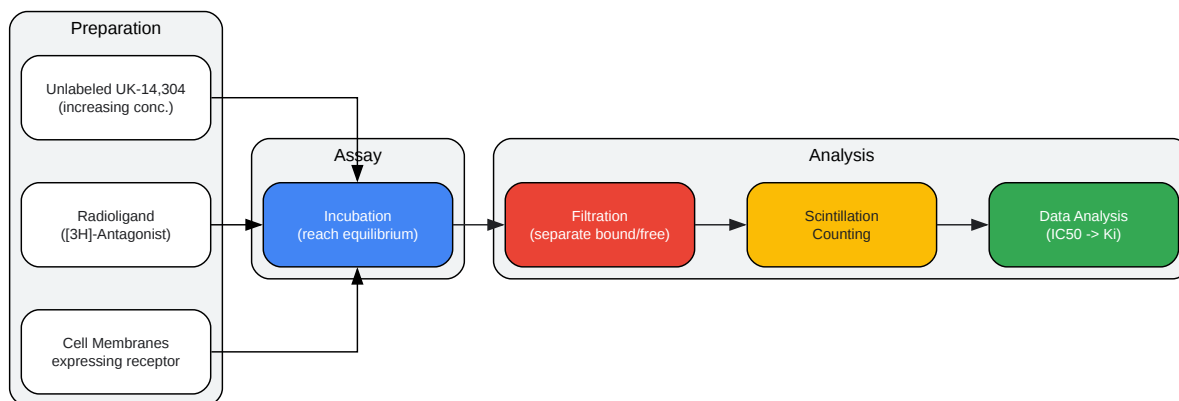 Preparation
Unlabeled UK-14,304
(increasing conc.)
Radioligand
([3H]-Antagonist)
Cell Membranes
expressing receptor
Assay
Incubation
(reach equilibrium)
Analysis
Filtration
(separate bound/free)
Scintillation
Counting
Data Analysis
(IC50 -> Ki)